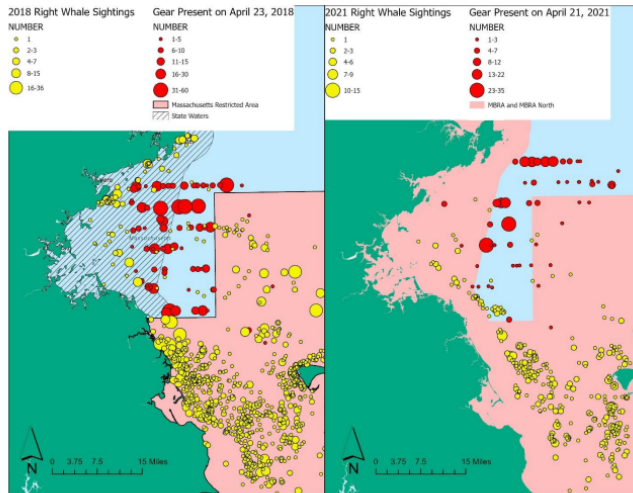 2018 Right Whale Sightings
NUMBER
1
2-3
4-7
8-15
16-36
Gear Present on April 23, 2018
NUMBER
1-5
6-10
11-15
16-30
31-60
Massachusetts Restricted Area
State Waters
Massachusetts
N
0 3.75 7.5 15 Miles
2021 Right Whale Sightings
NUMBER
1
2-3
4-6
7-9
10-15
Gear Present on April 21, 2021
NUMBER
1-3
4-7
8-12
13-22
23-35
MBRA and MBRA North
N
0 3.75 7.5 15 Miles